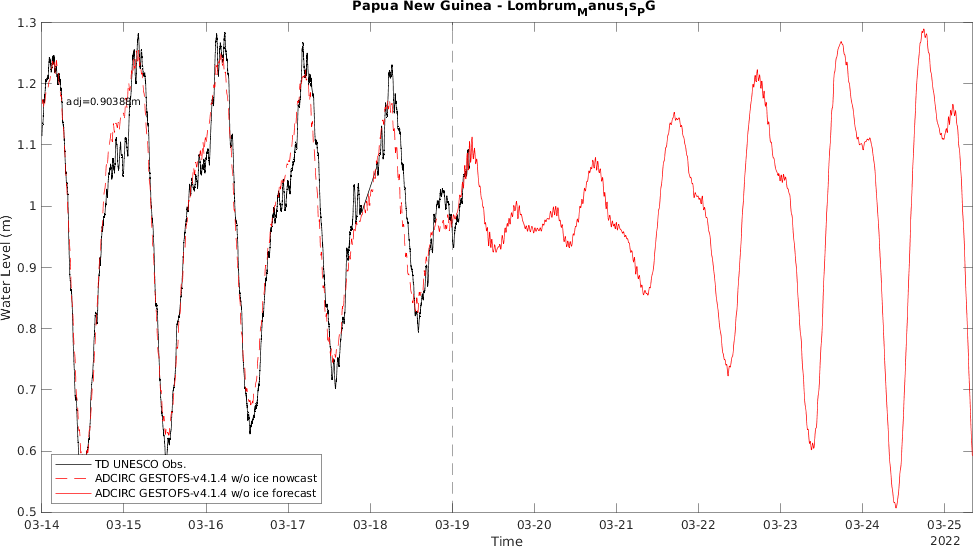 Papua New Guinea - LombrumManusIsPG
1.3
1.2
1.1
1
0.9
0.8
0.7
0.6
0.5
Water Level (m)
adj=0.90388m
TD UNESCO Obs.
ADCIRC GESTOFS-v4.1.4 w/o ice nowcast
ADCIRC GESTOFS-v4.1.4 w/o ice forecast
03-14 03-15 03-16 03-17 03-18 03-19 03-20 03-21 03-22 03-23 03-24 03-25
Time
2022